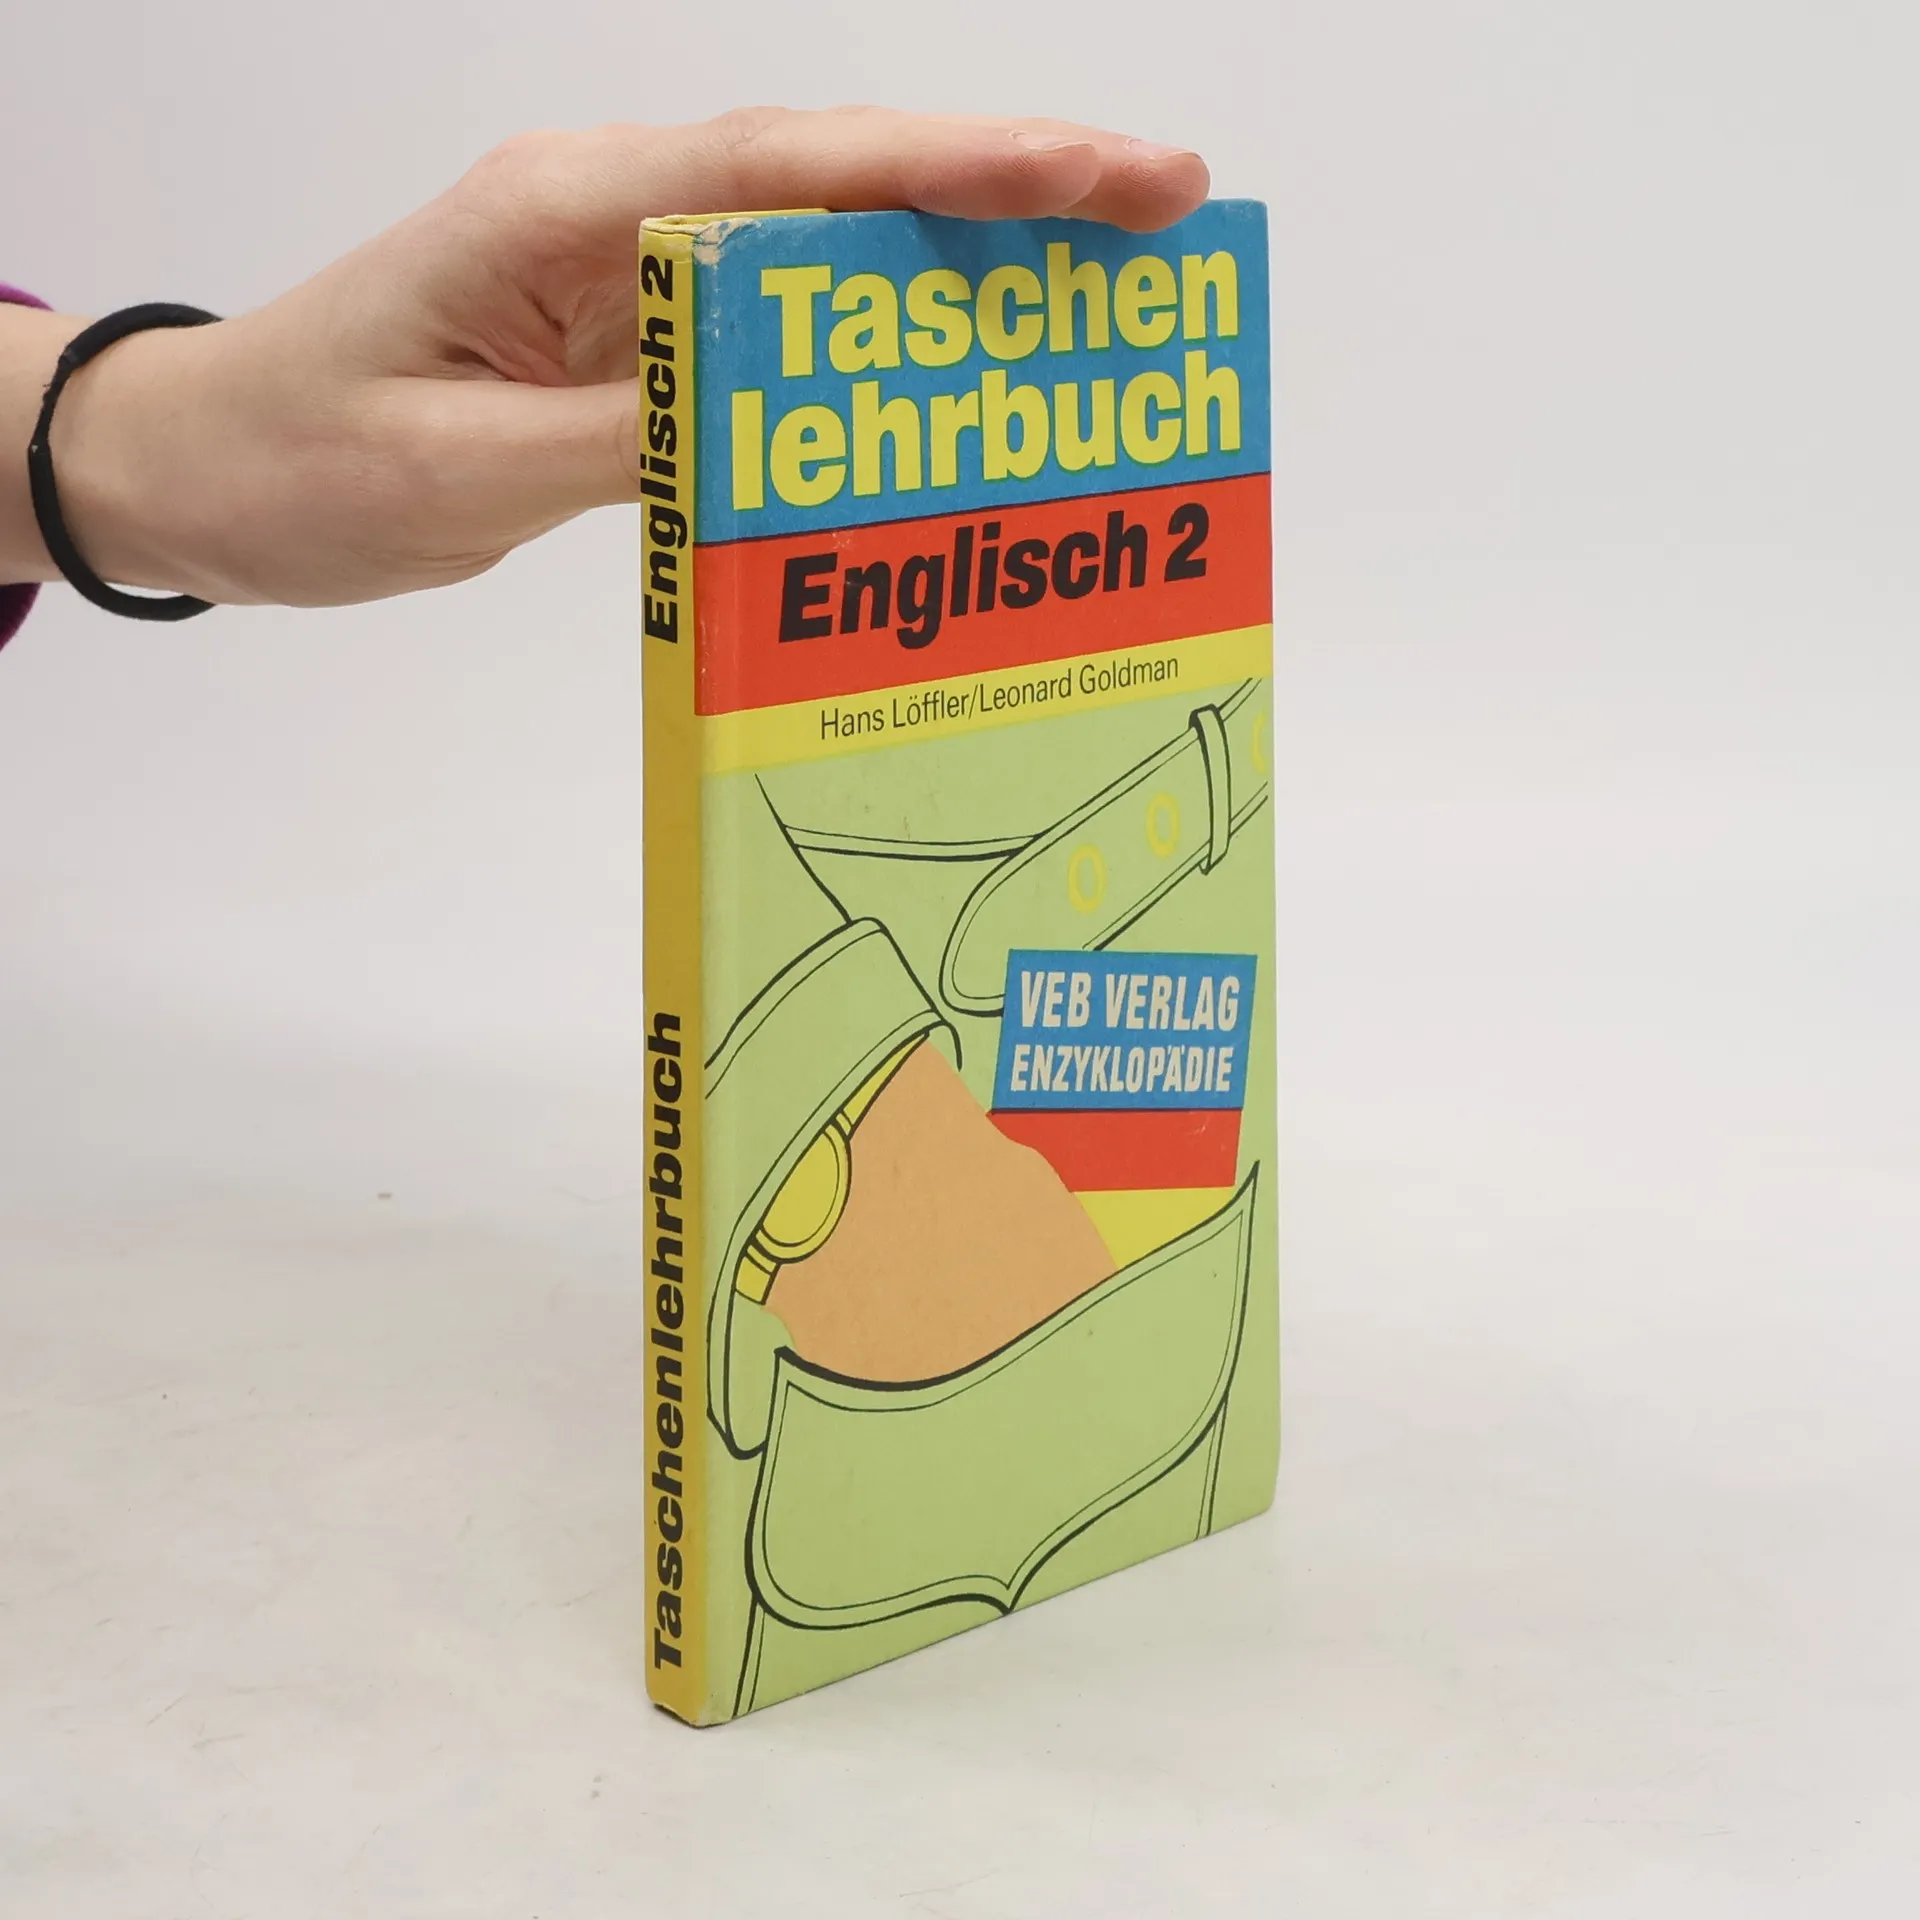 Taschen
lehrbuch
Englisch 2
Hans Löffler/Leonard Goldman
VEB VERLAG
ENZYKLOPÄDIE
Taschenlehrbuch Englisch 2